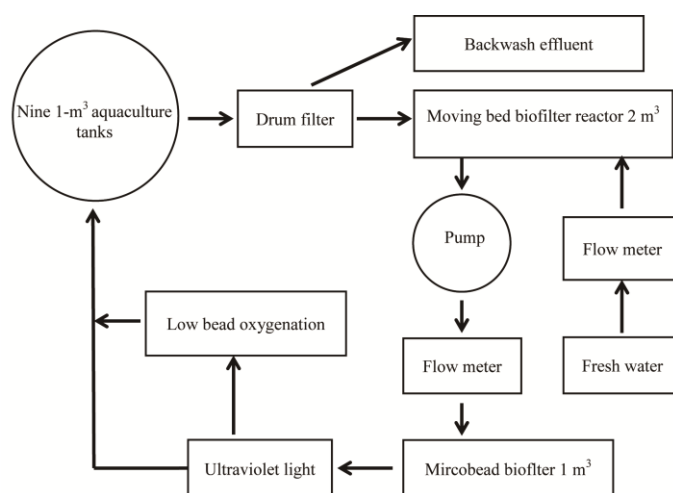 Backwash effluent
Nine 1-m³ aquaculture
tanks
Drum filter
Moving bed biofilter reactor 2 m³
Pump
Flow meter
Low bead oxygenation
Flow meter
Fresh water
Ultraviolet light
Mircobead bioflter 1 m³